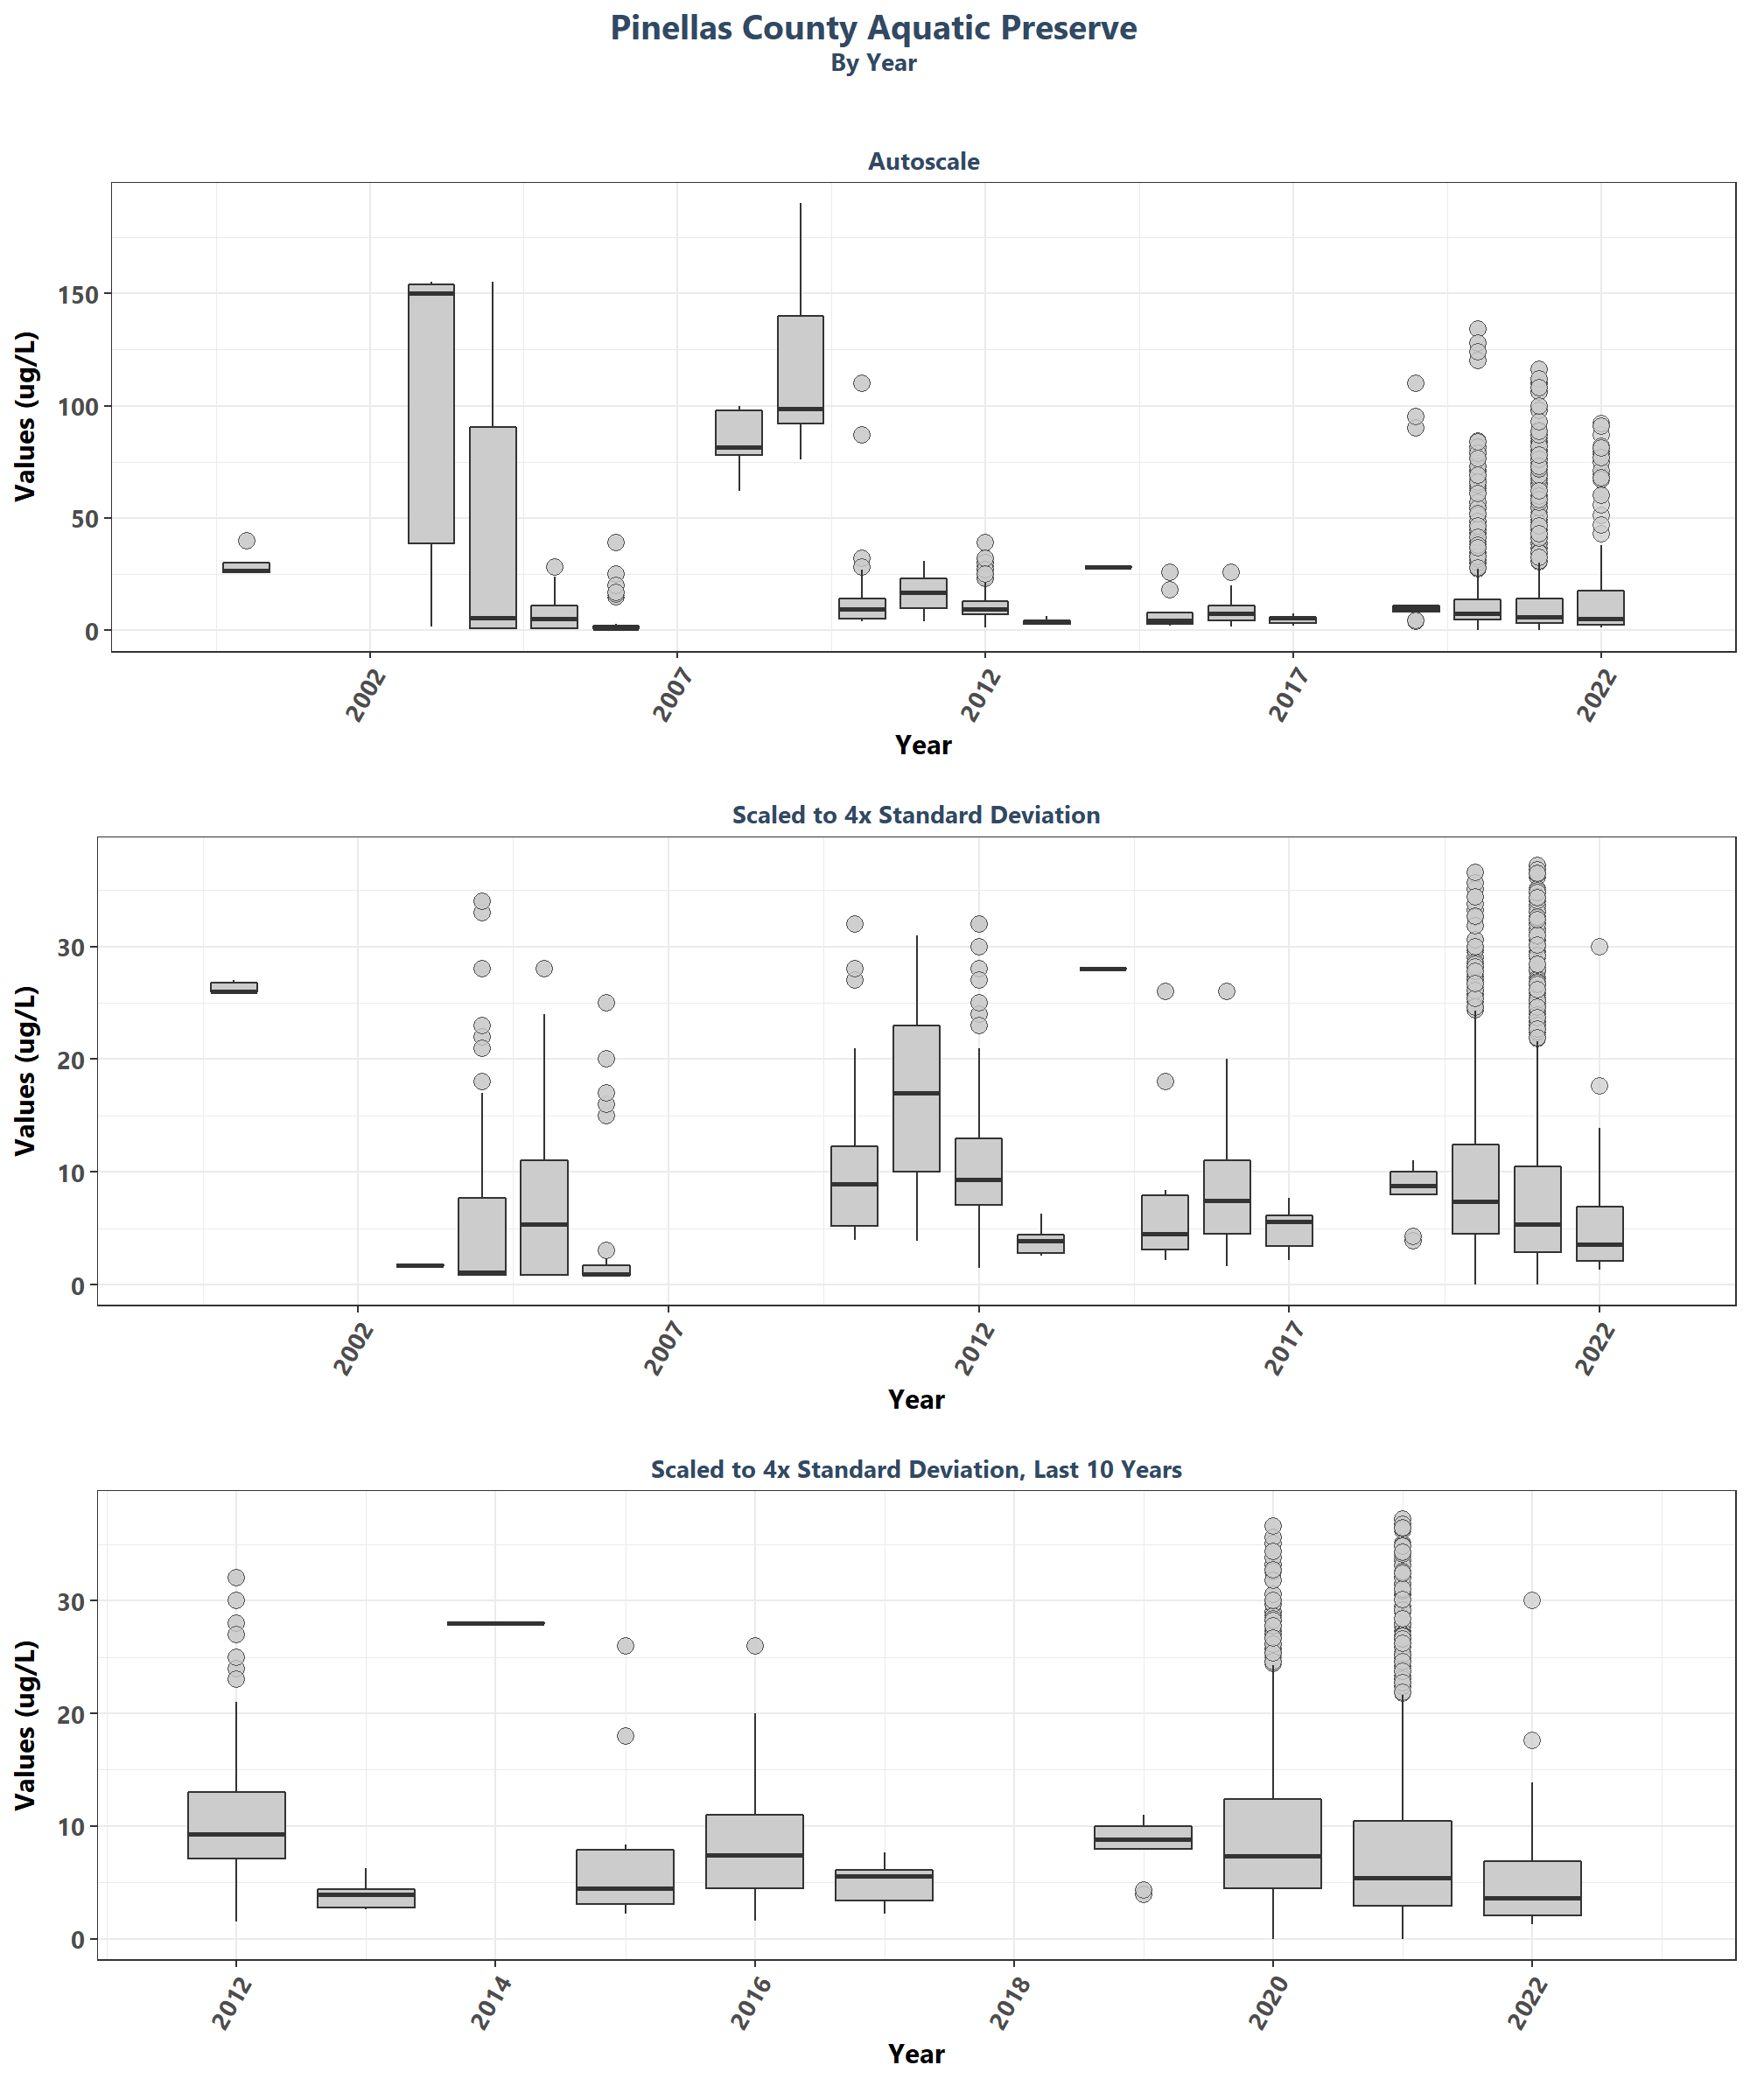 Pinellas County Aquatic Preserve
By Year
Autoscale
Values (ug/L)
150
100
50
0
2002
2007
2012
2017
2022
Year
Scaled to 4x Standard Deviation
Values (ug/L)
30
20
10
0
2002
2007
2012
2017
2022
Year
Scaled to 4x Standard Deviation, Last 10 Years
Values (ug/L)
30
20
10
0
2012
2014
2016
2018
2020
2022
Year